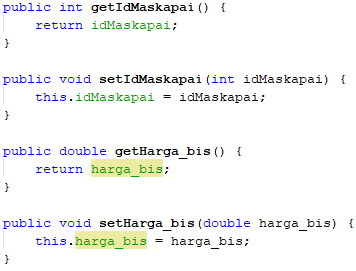 public int getIdMaskapai() {
    return idMaskapai;
}

public void setIdMaskapai(int idMaskapai) {
    this.idMaskapai = idMaskapai;
}

public double getHarga_bis() {
    return harga_bis;
}

public void setHarga_bis(double harga_bis) {
    this.harga_bis = harga_bis;
}